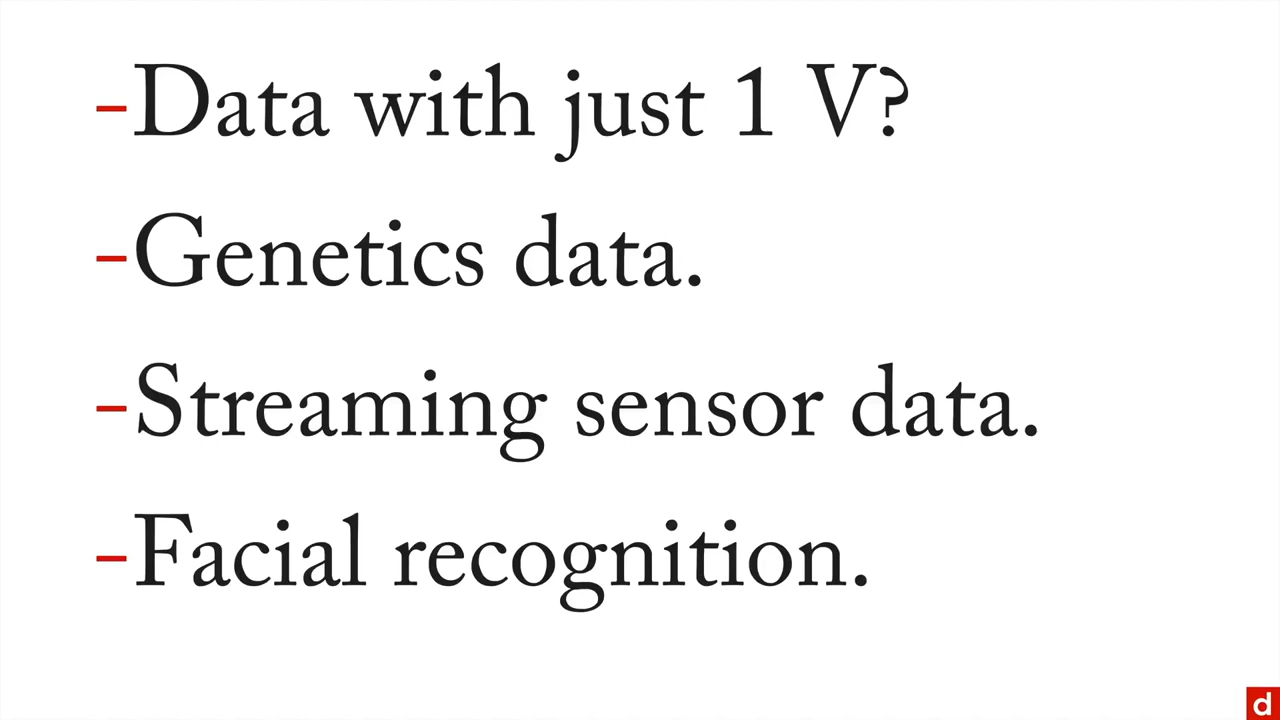 -Data with just 1 V?
-Genetics data.
-Streaming sensor data.
-Facial recognition.
d